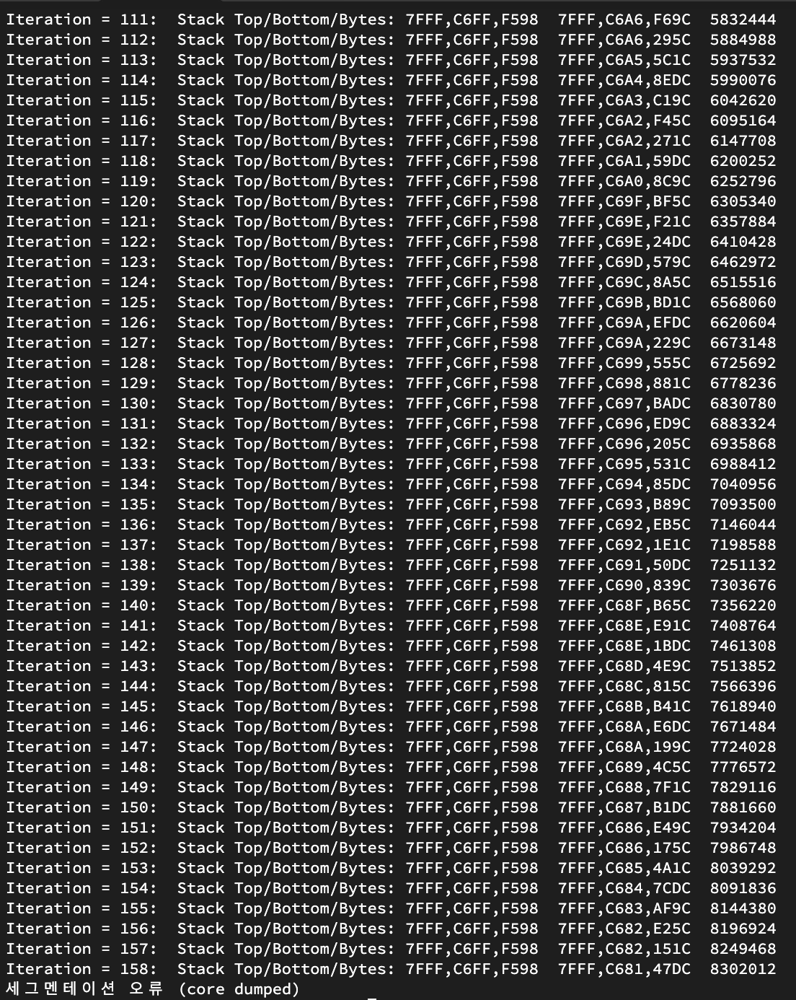 Iteration = 111:  Stack Top/Bottom/Bytes: 7FFF,C6FF,F598  7FFF,C6A6,F69C  5832444
Iteration = 112:  Stack Top/Bottom/Bytes: 7FFF,C6FF,F598  7FFF,C6A6,295C  5884988
Iteration = 113:  Stack Top/Bottom/Bytes: 7FFF,C6FF,F598  7FFF,C6A5,5C1C  5937532
Iteration = 114:  Stack Top/Bottom/Bytes: 7FFF,C6FF,F598  7FFF,C6A4,8EDC  5990076
Iteration = 115:  Stack Top/Bottom/Bytes: 7FFF,C6FF,F598  7FFF,C6A3,C19C  6042620
Iteration = 116:  Stack Top/Bottom/Bytes: 7FFF,C6FF,F598  7FFF,C6A2,F45C  6095164
Iteration = 117:  Stack Top/Bottom/Bytes: 7FFF,C6FF,F598  7FFF,C6A2,271C  6147708
Iteration = 118:  Stack Top/Bottom/Bytes: 7FFF,C6FF,F598  7FFF,C6A1,59DC  6200252
Iteration = 119:  Stack Top/Bottom/Bytes: 7FFF,C6FF,F598  7FFF,C6A0,8C9C  6252796
Iteration = 120:  Stack Top/Bottom/Bytes: 7FFF,C6FF,F598  7FFF,C69F,BF5C  6305340
Iteration = 121:  Stack Top/Bottom/Bytes: 7FFF,C6FF,F598  7FFF,C69E,F21C  6357884
Iteration = 122:  Stack Top/Bottom/Bytes: 7FFF,C6FF,F598  7FFF,C69E,24DC  6410428
Iteration = 123:  Stack Top/Bottom/Bytes: 7FFF,C6FF,F598  7FFF,C69D,579C  6462972
Iteration = 124:  Stack Top/Bottom/Bytes: 7FFF,C6FF,F598  7FFF,C69C,8A5C  6515516
Iteration = 125:  Stack Top/Bottom/Bytes: 7FFF,C6FF,F598  7FFF,C69B,BD1C  6568060
Iteration = 126:  Stack Top/Bottom/Bytes: 7FFF,C6FF,F598  7FFF,C69A,EFDC  6620604
Iteration = 127:  Stack Top/Bottom/Bytes: 7FFF,C6FF,F598  7FFF,C69A,229C  6673148
Iteration = 128:  Stack Top/Bottom/Bytes: 7FFF,C6FF,F598  7FFF,C699,555C  6725692
Iteration = 129:  Stack Top/Bottom/Bytes: 7FFF,C6FF,F598  7FFF,C698,881C  6778236
Iteration = 130:  Stack Top/Bottom/Bytes: 7FFF,C6FF,F598  7FFF,C697,BADC  6830780
Iteration = 131:  Stack Top/Bottom/Bytes: 7FFF,C6FF,F598  7FFF,C696,ED9C  6883324
Iteration = 132:  Stack Top/Bottom/Bytes: 7FFF,C6FF,F598  7FFF,C696,205C  6935868
Iteration = 133:  Stack Top/Bottom/Bytes: 7FFF,C6FF,F598  7FFF,C695,531C  6988412
Iteration = 134:  Stack Top/Bottom/Bytes: 7FFF,C6FF,F598  7FFF,C694,85DC  7040956
Iteration = 135:  Stack Top/Bottom/Bytes: 7FFF,C6FF,F598  7FFF,C693,B89C  7093500
Iteration = 136:  Stack Top/Bottom/Bytes: 7FFF,C6FF,F598  7FFF,C692,EB5C  7146044
Iteration = 137:  Stack Top/Bottom/Bytes: 7FFF,C6FF,F598  7FFF,C692,1E1C  7198588
Iteration = 138:  Stack Top/Bottom/Bytes: 7FFF,C6FF,F598  7FFF,C691,50DC  7251132
Iteration = 139:  Stack Top/Bottom/Bytes: 7FFF,C6FF,F598  7FFF,C690,839C  7303676
Iteration = 140:  Stack Top/Bottom/Bytes: 7FFF,C6FF,F598  7FFF,C68F,B65C  7356220
Iteration = 141:  Stack Top/Bottom/Bytes: 7FFF,C6FF,F598  7FFF,C68E,E91C  7408764
Iteration = 142:  Stack Top/Bottom/Bytes: 7FFF,C6FF,F598  7FFF,C68E,1BDC  7461308
Iteration = 143:  Stack Top/Bottom/Bytes: 7FFF,C6FF,F598  7FFF,C68D,4E9C  7513852
Iteration = 144:  Stack Top/Bottom/Bytes: 7FFF,C6FF,F598  7FFF,C68C,815C  7566396
Iteration = 145:  Stack Top/Bottom/Bytes: 7FFF,C6FF,F598  7FFF,C68B,B41C  7618940
Iteration = 146:  Stack Top/Bottom/Bytes: 7FFF,C6FF,F598  7FFF,C68A,E6DC  7671484
Iteration = 147:  Stack Top/Bottom/Bytes: 7FFF,C6FF,F598  7FFF,C68A,199C  7724028
Iteration = 148:  Stack Top/Bottom/Bytes: 7FFF,C6FF,F598  7FFF,C689,4C5C  7776572
Iteration = 149:  Stack Top/Bottom/Bytes: 7FFF,C6FF,F598  7FFF,C688,7F1C  7829116
Iteration = 150:  Stack Top/Bottom/Bytes: 7FFF,C6FF,F598  7FFF,C687,B1DC  7881660
Iteration = 151:  Stack Top/Bottom/Bytes: 7FFF,C6FF,F598  7FFF,C686,E49C  7934204
Iteration = 152:  Stack Top/Bottom/Bytes: 7FFF,C6FF,F598  7FFF,C686,175C  7986748
Iteration = 153:  Stack Top/Bottom/Bytes: 7FFF,C6FF,F598  7FFF,C685,4A1C  8039292
Iteration = 154:  Stack Top/Bottom/Bytes: 7FFF,C6FF,F598  7FFF,C684,7CDC  8091836
Iteration = 155:  Stack Top/Bottom/Bytes: 7FFF,C6FF,F598  7FFF,C683,AF9C  8144380
Iteration = 156:  Stack Top/Bottom/Bytes: 7FFF,C6FF,F598  7FFF,C682,E25C  8196924
Iteration = 157:  Stack Top/Bottom/Bytes: 7FFF,C6FF,F598  7FFF,C682,151C  8249468
Iteration = 158:  Stack Top/Bottom/Bytes: 7FFF,C6FF,F598  7FFF,C681,47DC  8302012
세그멘테이션 오류 (core dumped)